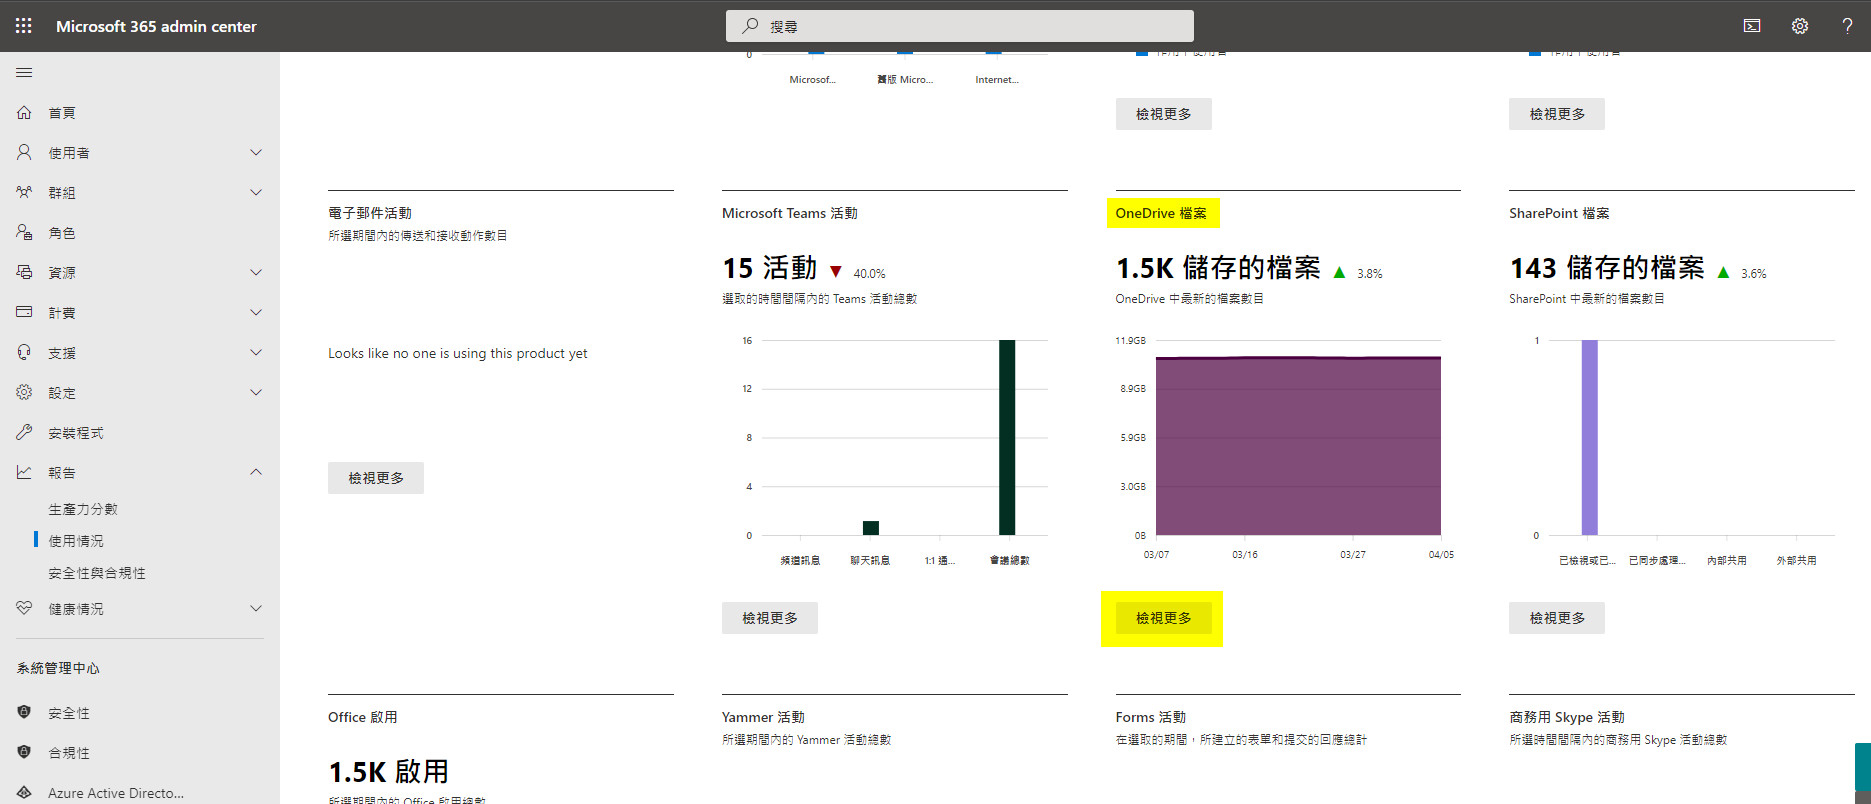 Microsoft 365 admin center
搜尋
首頁
使用者
群組
角色
資源
計費
支援
設定
安裝程式
報告
生產力分數
使用情況
安全性與合規性
健康情況
系統管理中心
安全性
合規性
Azure Active Directo...
0
Microsof...
舊版 Micro...
Internet...
作用中使用者
檢視更多
作用中使用者
檢視更多
電子郵件活動
所選期間內的傳送和接收動作數目
Looks like no one is using this product yet
檢視更多
Microsoft Teams 活動
15 活動 ▼ 40.0%
選取的時間間隔內的 Teams 活動總數
16
12
8
4
0
頻道訊息
聊天訊息
1:1 通...
會議總數
檢視更多
OneDrive 檔案
1.5K 儲存的檔案 ▲ 3.8%
OneDrive 中最新的檔案數目
11.9GB
8.9GB
5.9GB
3.0GB
0B
03/07
03/16
03/27
04/05
檢視更多
SharePoint 檔案
143 儲存的檔案 ▲ 3.6%
SharePoint 中最新的檔案數目
1
0
已檢視或已...
已同步處理...
內部共用
外部共用
檢視更多
Office 啟用
1.5K 啟用
所選期間內的 Office 啟用總數
Yammer 活動
所選期間內的 Yammer 活動總數
Forms 活動
在選取的期間，所建立的表單和提交的回應總計
商務用 Skype 活動
所選時間間隔內的商務用 Skype 活動總數